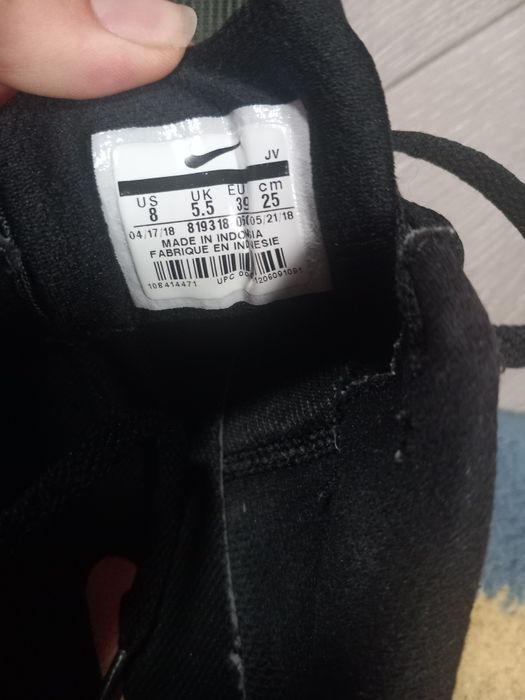 JV
US UK EU cm
8 5.5 39 25
04/17/18 819318 05/21/18
MADE IN INDONESIA
FABRIQUE EN INDONESIE
108414471 UPC